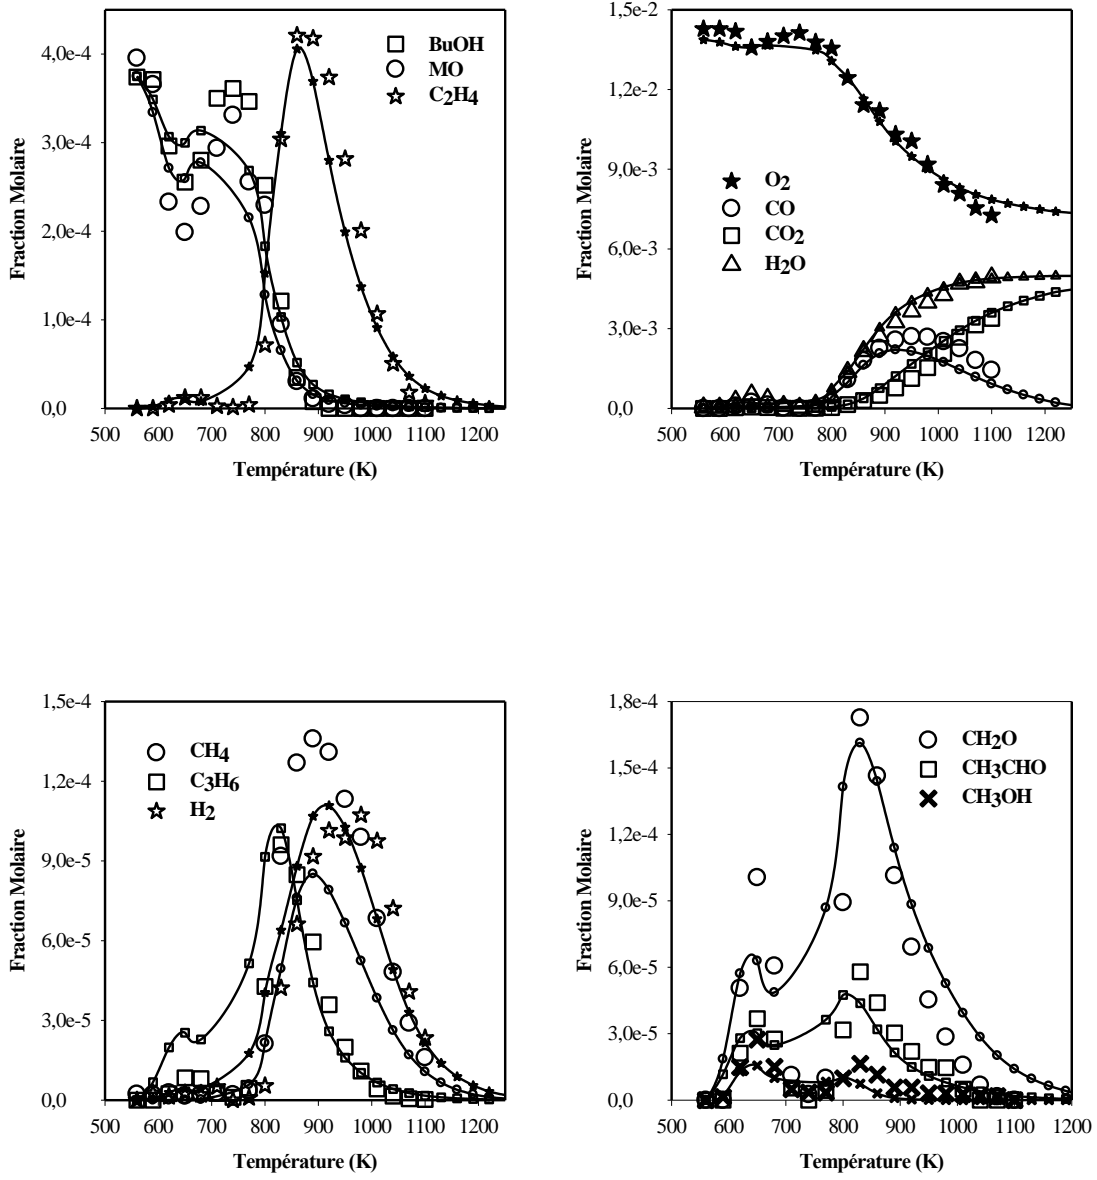 BuOH
MO
C2H4
4,0e-4
3,0e-4
2,0e-4
1,0e-4
0,0
500 600 700 800 900 1000 1100 1200
Fraction Molaire
Température (K)
1,5e-2
1,2e-2
9,0e-3
6,0e-3
3,0e-3
0,0
O2
CO
CO2
H2O
500 600 700 800 900 1000 1100 1200
Fraction Molaire
Température (K)
1,5e-4
1,2e-4
9,0e-5
6,0e-5
3,0e-5
0,0
CH4
C3H6
H2
500 600 700 800 900 1000 1100 1200
Fraction Molaire
Température (K)
1,8e-4
1,5e-4
1,2e-4
9,0e-5
6,0e-5
3,0e-5
0,0
CH2O
CH3CHO
CH3OH
500 600 700 800 900 1000 1100 1200
Fraction Molaire
Température (K)